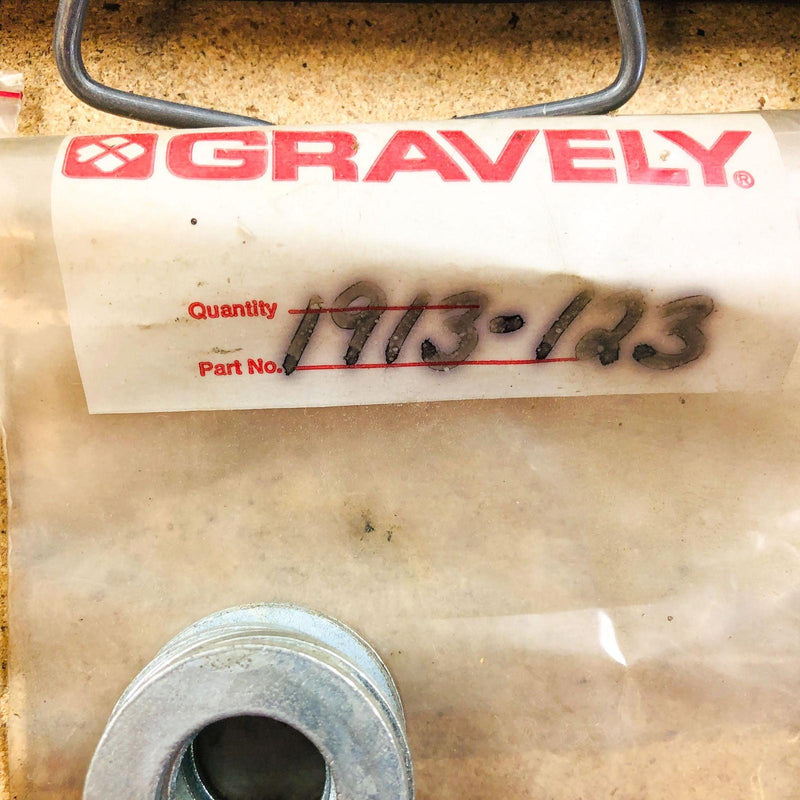 GRAVELY®
Quantity
1913-123
Part No.